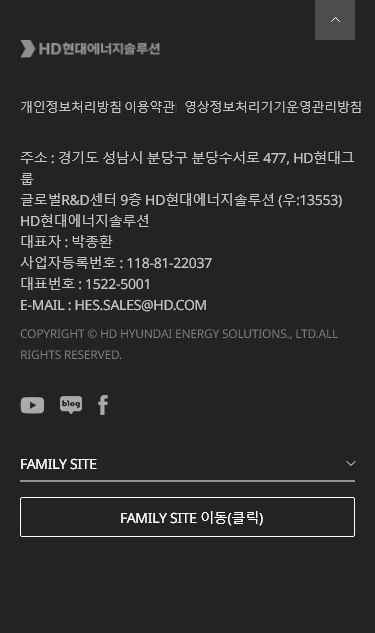 HD현대에너지솔루션
개인정보처리방침 이용약관 영상정보처리기기운영관리방침
주소 : 경기도 성남시 분당구 분당수서로 477, HD현대그
룹
글로벌R&D센터 9층 HD현대에너지솔루션 (우:13553)
HD현대에너지솔루션
대표자 : 박종환
사업자등록번호 : 118-81-22037
대표번호 : 1522-5001
E-MAIL : HES.SALES@HD.COM
COPYRIGHT © HD HYUNDAI ENERGY SOLUTIONS., LTD.ALL
RIGHTS RESERVED.
blog
FAMILY SITE
FAMILY SITE 이동(클릭)